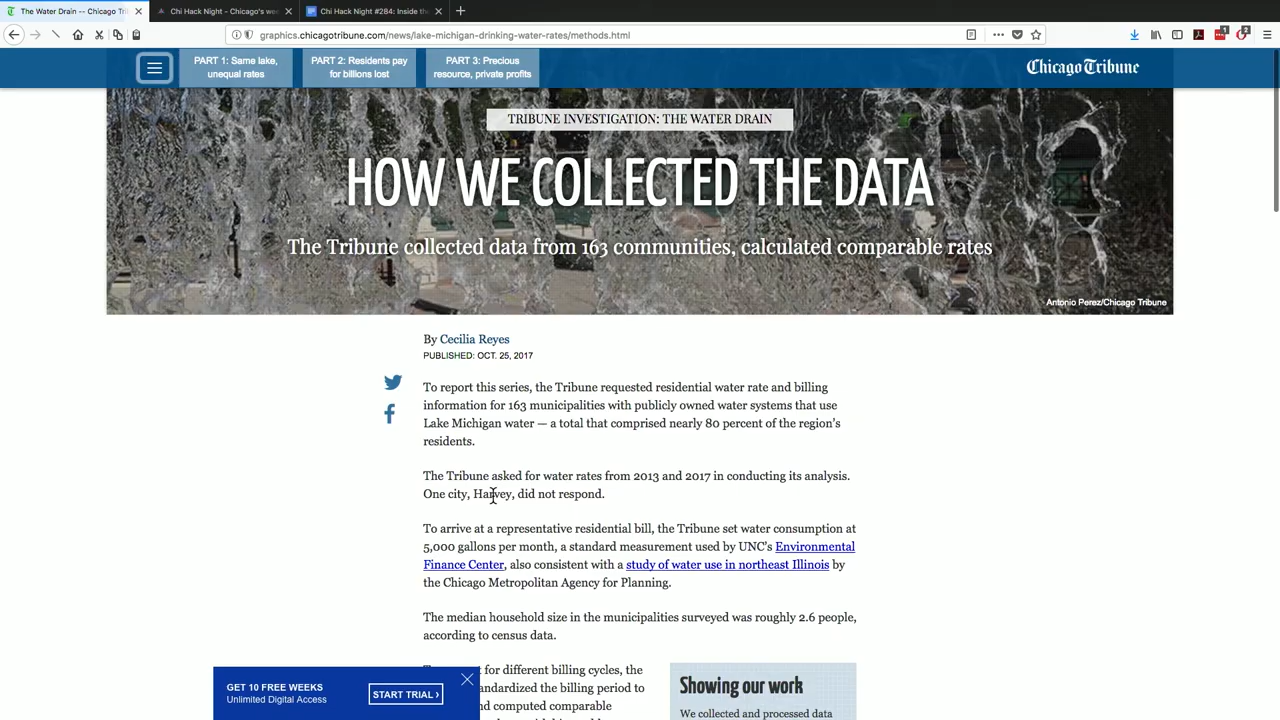 The Water Drain -- Chicago Tri
Chi Hack Night - Chicago's wee
Chi Hack Night #284: Inside the
graphics.chicagotribune.com/news/lake-michigan-drinking-water-rates/methods.html
PART 1: Same lake,
unequal rates
PART 2: Residents pay
for billions lost
PART 3: Precious
resource, private profits
Chicago Tribune
TRIBUNE INVESTIGATION: THE WATER DRAIN
HOW WE COLLECTED THE DATA
The Tribune collected data from 163 communities, calculated comparable rates
Antonio Perez/Chicago Tribune
By Cecilia Reyes
PUBLISHED: OCT. 25, 2017
To report this series, the Tribune requested residential water rate and billing
information for 163 municipalities with publicly owned water systems that use
Lake Michigan water — a total that comprised nearly 80 percent of the region's
residents.
The Tribune asked for water rates from 2013 and 2017 in conducting its analysis.
One city, Harvey, did not respond.
To arrive at a representative residential bill, the Tribune set water consumption at
5,000 gallons per month, a standard measurement used by UNC's Environmental
Finance Center, also consistent with a study of water use in northeast Illinois by
the Chicago Metropolitan Agency for Planning.
The median household size in the municipalities surveyed was roughly 2.6 people,
according to census data.
for different billing cycles, the
andardized the billing period to
nd computed comparable
Showing our work
We collected and processed data
GET 10 FREE WEEKS
Unlimited Digital Access
START TRIAL ›